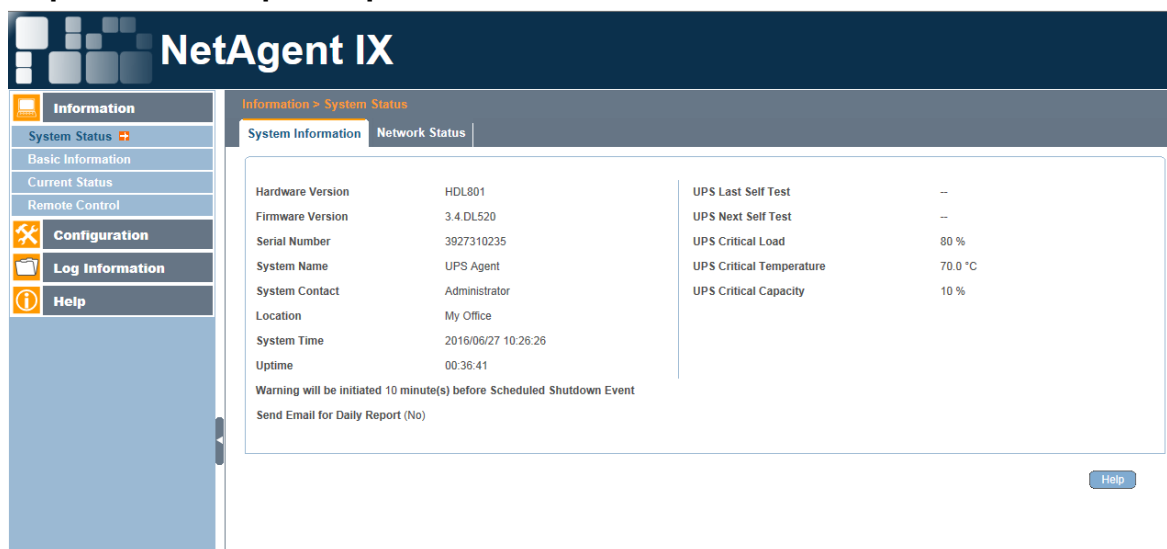 NetAgent IX
Information
System Status
Basic Information
Current Status
Remote Control
Configuration
Log Information
Help
Information > System Status
System Information Network Status
Hardware Version HDL801
Firmware Version 3.4.DL520
Serial Number 3927310235
System Name UPS Agent
System Contact Administrator
Location My Office
System Time 2016/06/27 10:26:26
Uptime 00:36:41
Warning will be initiated 10 minute(s) before Scheduled Shutdown Event
Send Email for Daily Report (No)
UPS Last Self Test --
UPS Next Self Test --
UPS Critical Load 80 %
UPS Critical Temperature 70.0 °C
UPS Critical Capacity 10 %
Help